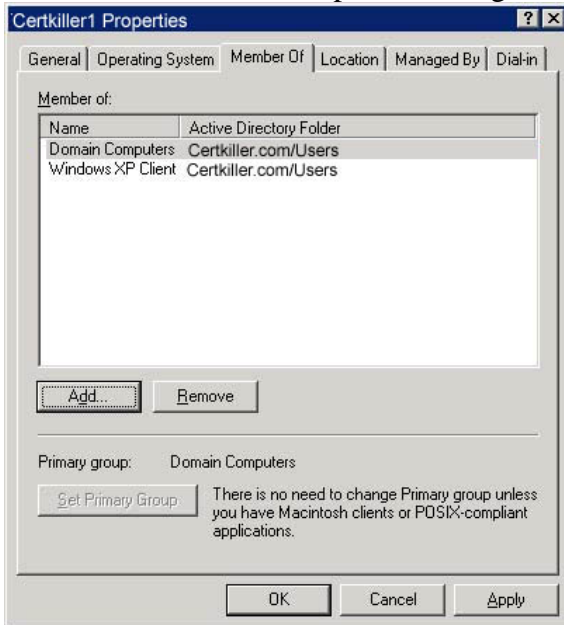 Certkiller1 Properties
General Operating System Member Of Location Managed By Dial-in
Member of:
Name Active Directory Folder
Domain Computers Certkiller.com/Users
Windows XP Client Certkiller.com/Users
Add... Remove
Primary group: Domain Computers
Set Primary Group
There is no need to change Primary group unless
you have Macintosh clients or POSIX-compliant
applications.
OK Cancel Apply